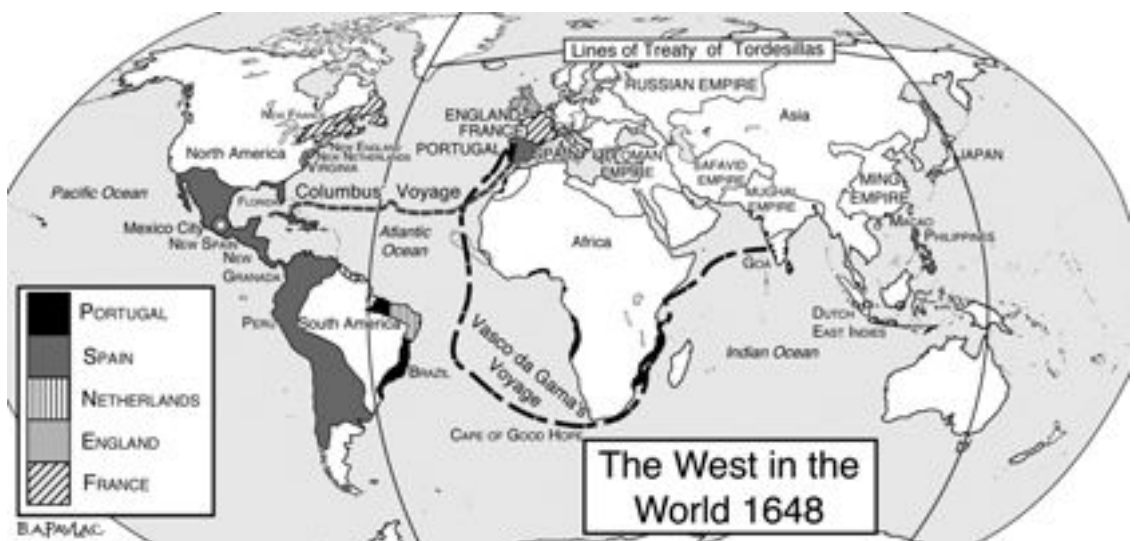 Lines of Treaty of Tordesillas
RUSSIAN EMPIRE
Asia
ENGLAND
FRANCE
NEW FRANCE
NEW ENGLAND
NEW NETHERLANDS
VIRGINIA
North America
PORTUGAL
SPAIN
OTTOMAN
EMPIRE
SAFAVID
EMPIRE
MUGHAL
EMPIRE
MING
EMPIRE
JAPAN
Pacific Ocean
FLORIDA
Columbus Voyage
Mexico City
NEW SPAIN
NEW
GRANADA
Atlantic
Ocean
Africa
GOA
MACAO
PHILIPPINES
PERU
South America
BRAZIL
Vasco da Gama's
Voyage
Indian Ocean
DUTCH
EAST INDIES
CAPE OF GOOD HOPE
PORTUGAL
SPAIN
NETHERLANDS
ENGLAND
FRANCE
The West in the
World 1648
B.A.PAVLAC